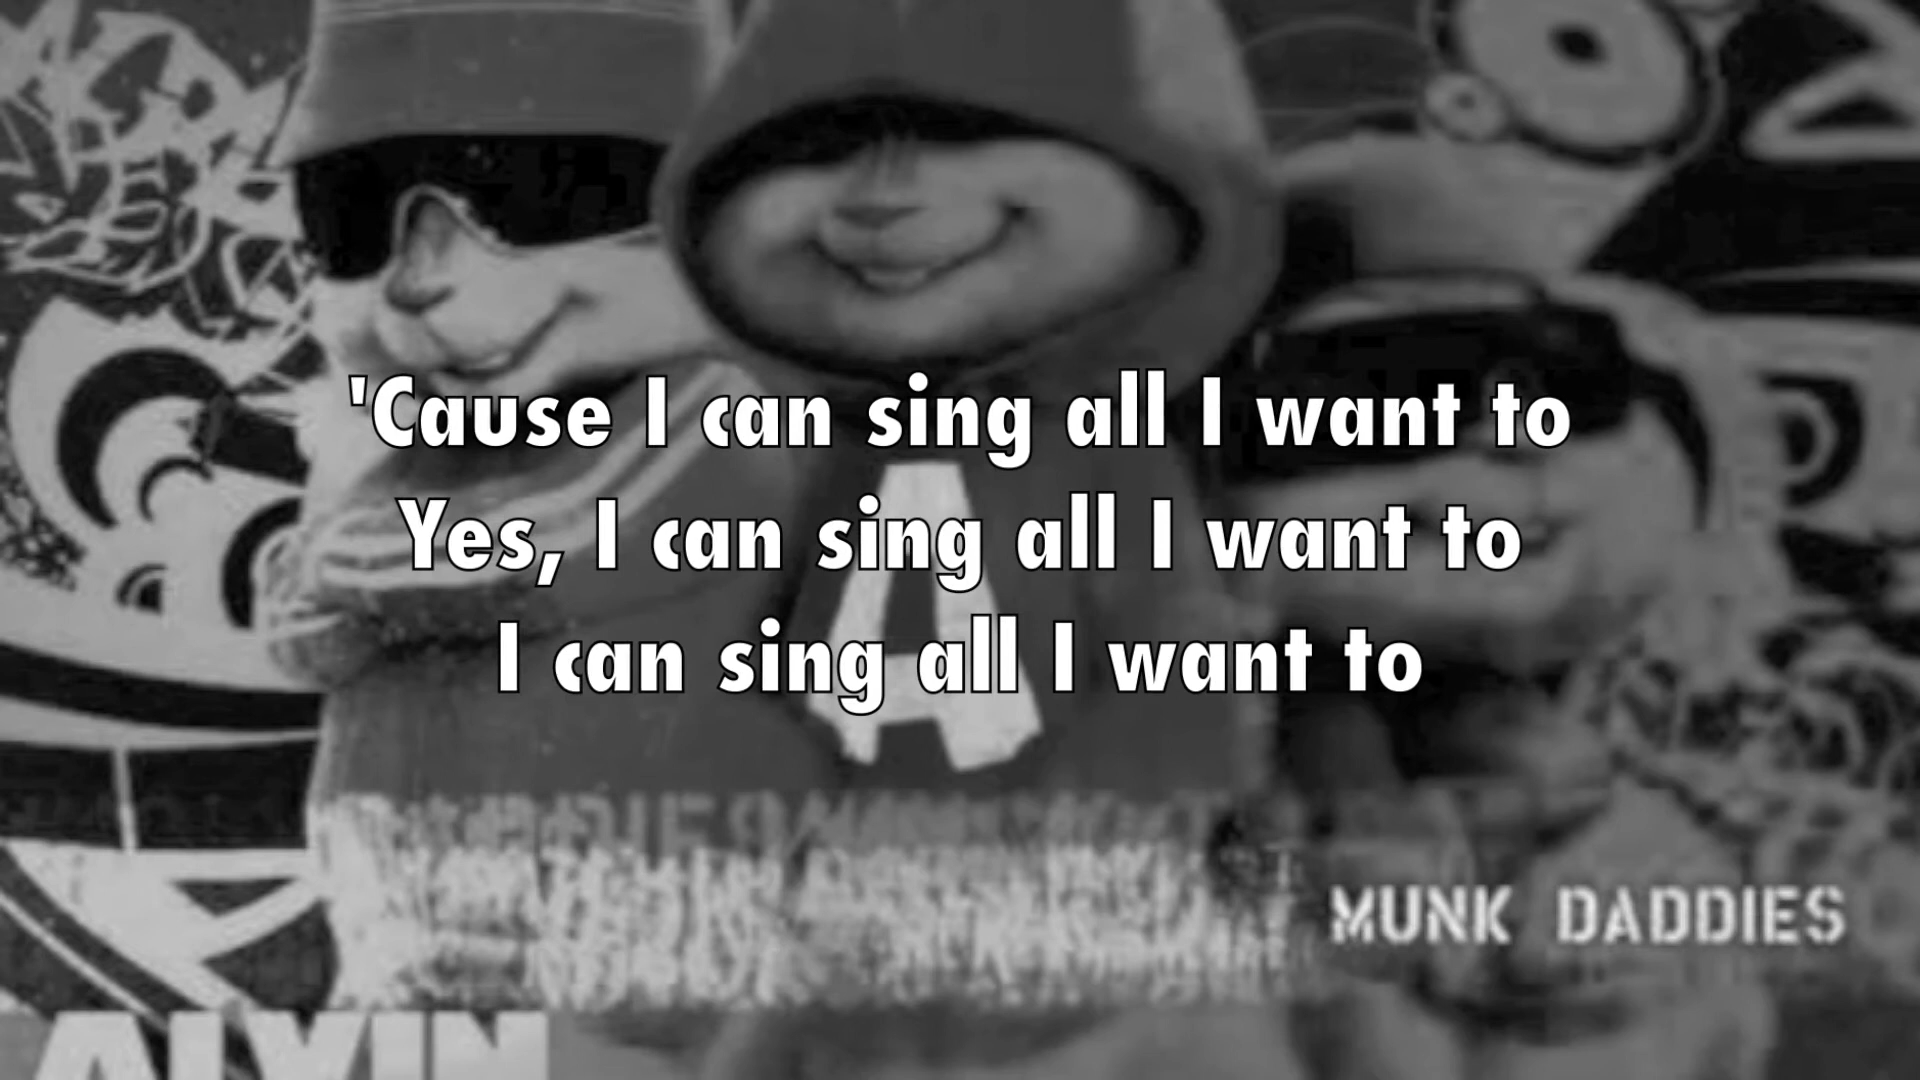 'Cause I can sing all I want to
Yes, I can sing all I want to
I can sing all I want to
A
MUNK DADDIES
ALVIN